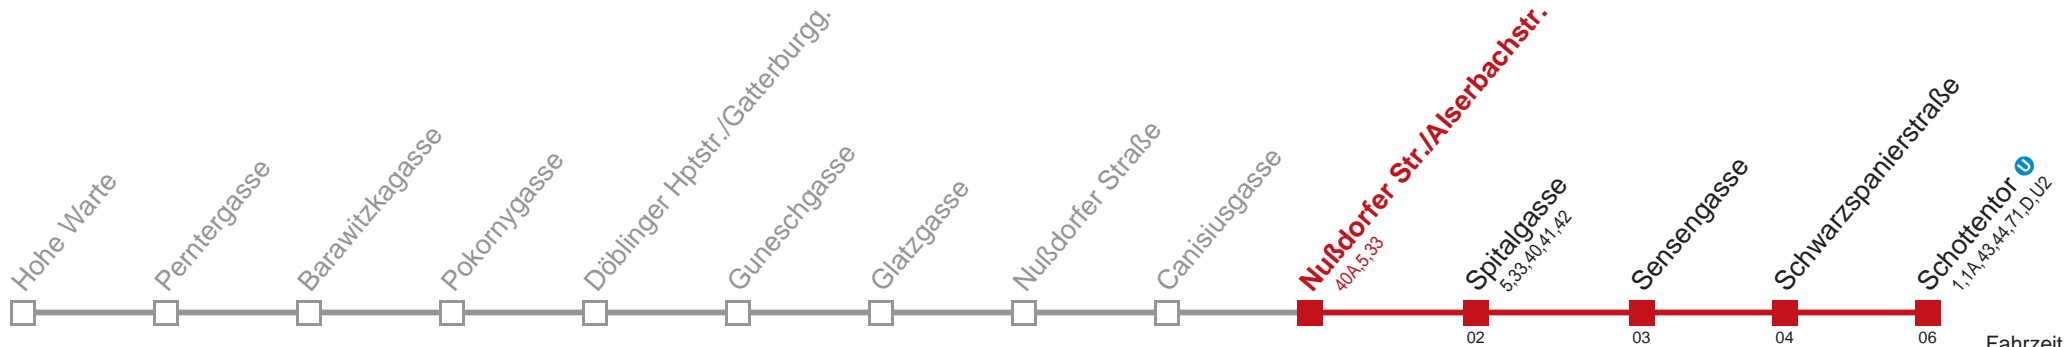 Hohe Warte
Perntergasse
Barawitzkagasse
Pokornygasse
Döblinger Hptstr./Gatterburgg.
Guneschgasse
Glatzgasse
Nußdorfer Straße
Canisiusgasse
Nußdorfer Str./Alserbachstr.
40A,5,33
Spitalgasse
5,33,40,41,42
Sensengasse
Schwarzspanierstraße
Schottentor U
1,1A,43,44,71,D,U2
02
03
04
06
Fahrzeit